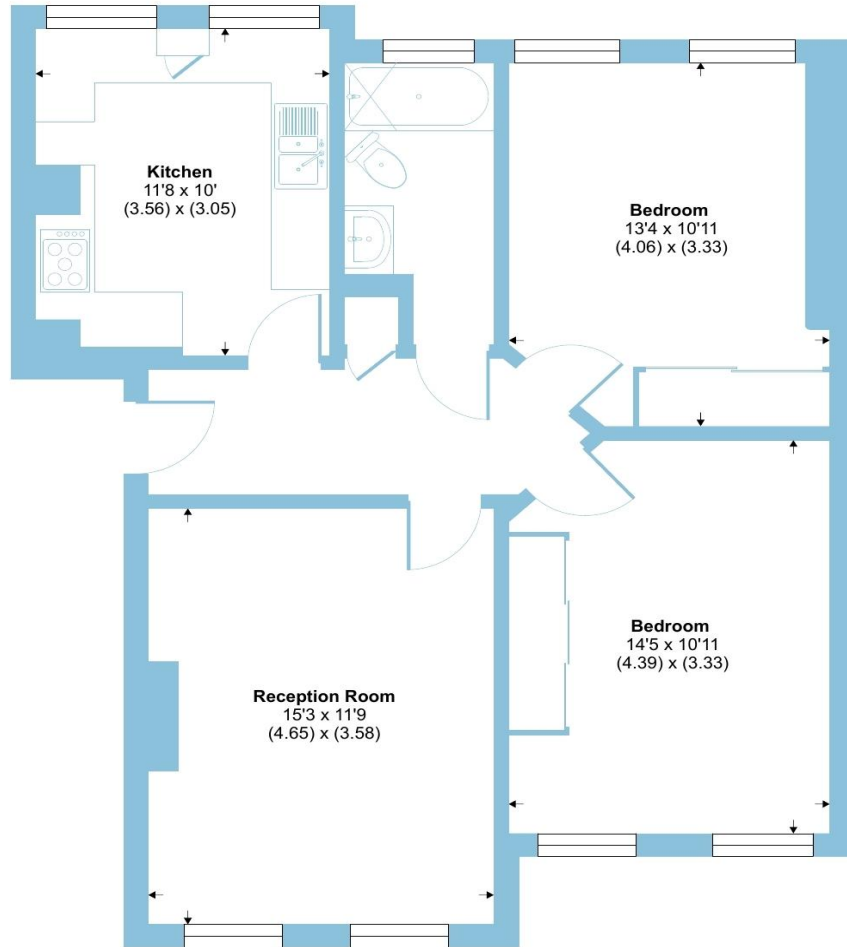 Kitchen
11'8 x 10'
(3.56) x (3.05)
Bedroom
13'4 x 10'11
(4.06) x (3.33)
Bedroom
14'5 x 10'11
(4.39) x (3.33)
Reception Room
15'3 x 11'9
(4.65) x (3.58)